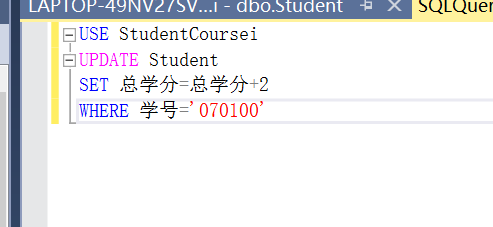 LAPTOP-49NV27SV...i - dbo.Student SQLQuer
USE StudentCoursei
UPDATE Student
SET 总学分=总学分+2
WHERE 学号='070100'